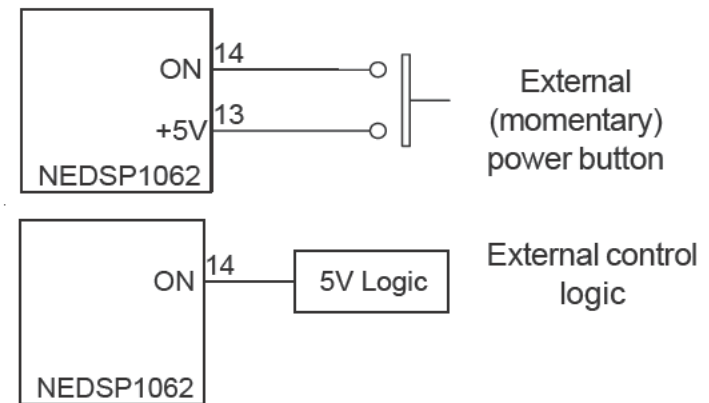 ON
14
+5V
13
NEDSP1062
External
(momentary)
power button
ON
14
5V Logic
NEDSP1062
External control
logic